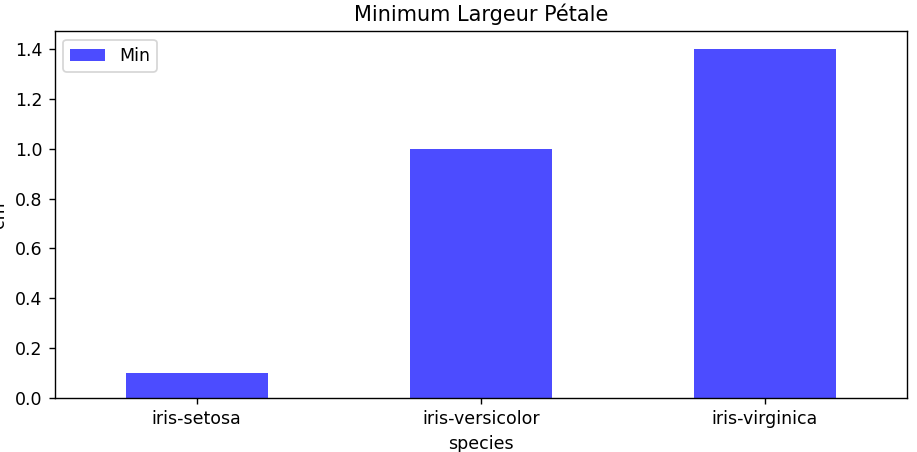 Minimum Largeur Pétale
Min
1.4
1.2
1.0
0.8
0.6
0.4
0.2
0.0
iris-setosa
iris-versicolor
iris-virginica
species